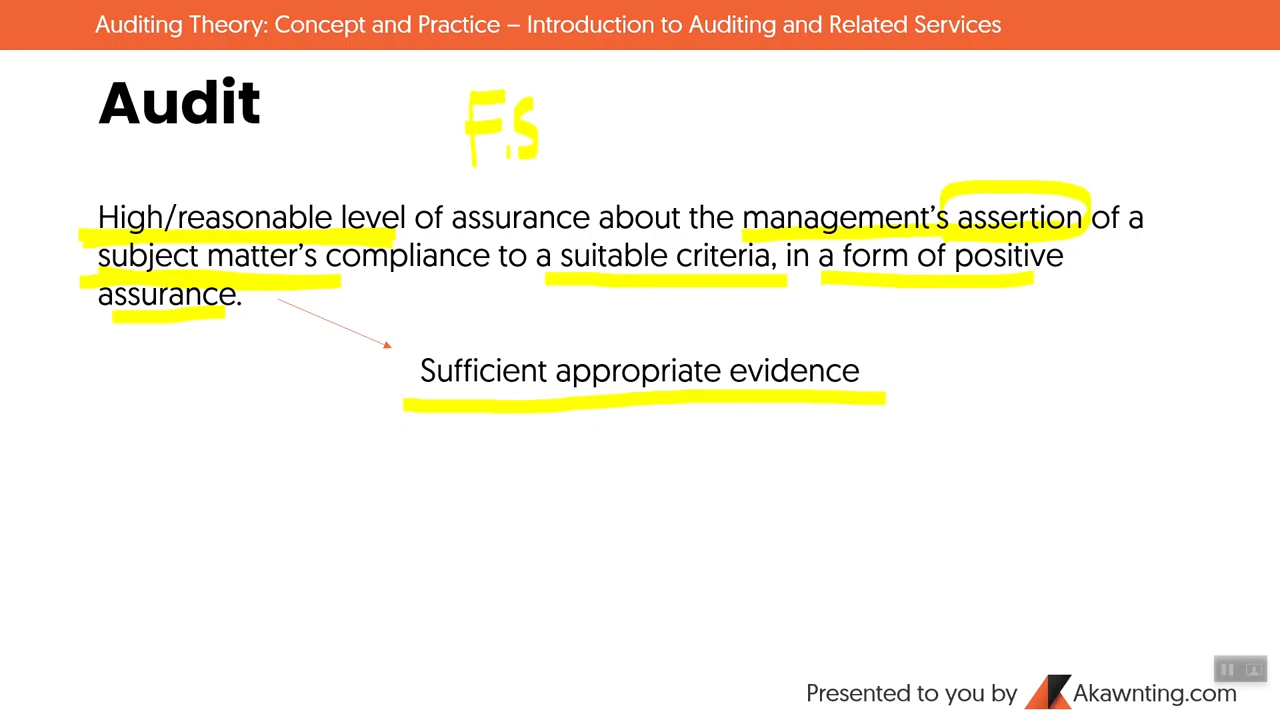 Auditing Theory: Concept and Practice – Introduction to Auditing and Related Services
Audit
F.S
High/reasonable level of assurance about the management’s assertion of a
subject matter’s compliance to a suitable criteria, in a form of positive
assurance.
Sufficient appropriate evidence
Presented to you by Akawnting.com